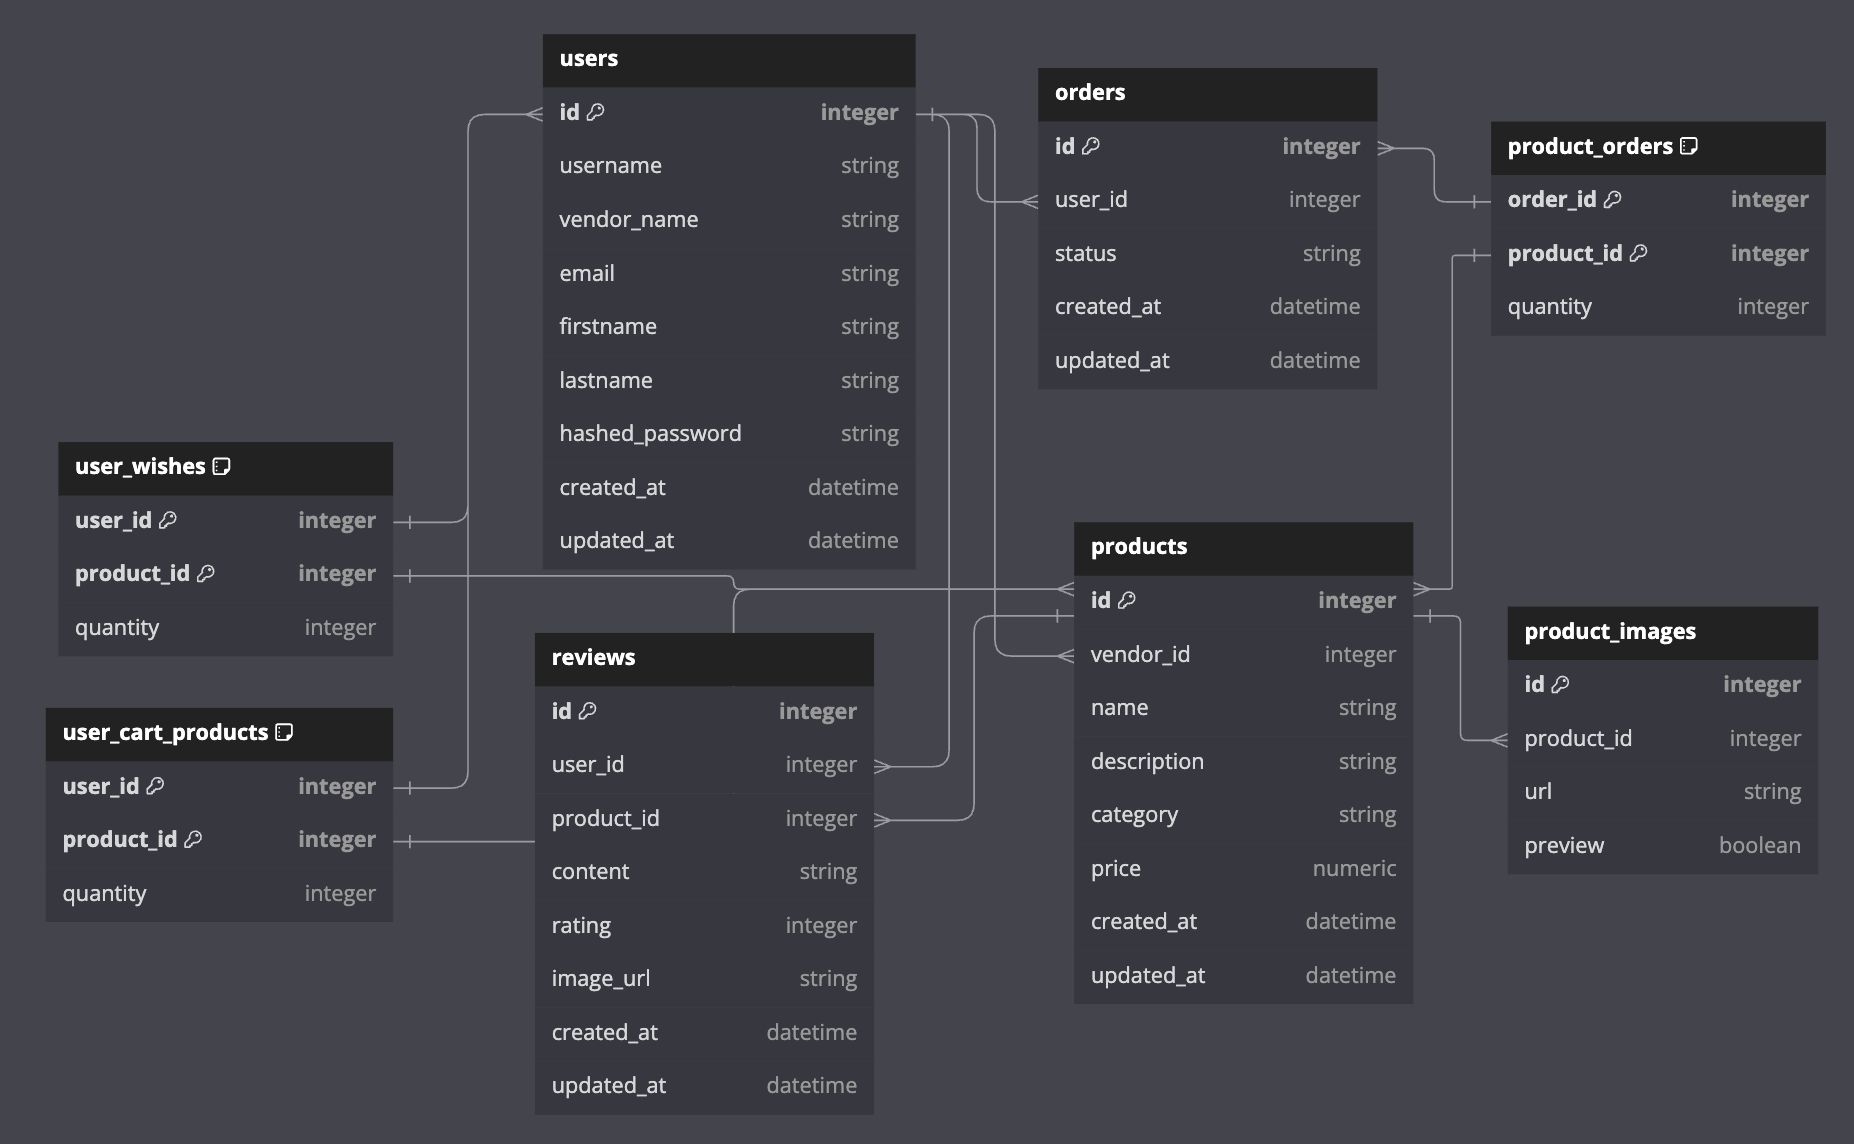 users
id integer
username string
vendor_name string
email string
firstname string
lastname string
hashed_password string
created_at datetime
updated_at datetime
orders
id integer
user_id integer
status string
created_at datetime
updated_at datetime
product_orders
order_id integer
product_id integer
quantity integer
user_wishes
user_id integer
product_id integer
quantity integer
user_cart_products
user_id integer
product_id integer
quantity integer
reviews
id integer
user_id integer
product_id integer
content string
rating integer
image_url string
created_at datetime
updated_at datetime
products
id integer
vendor_id integer
name string
description string
category string
price numeric
created_at datetime
updated_at datetime
product_images
id integer
product_id integer
url string
preview boolean